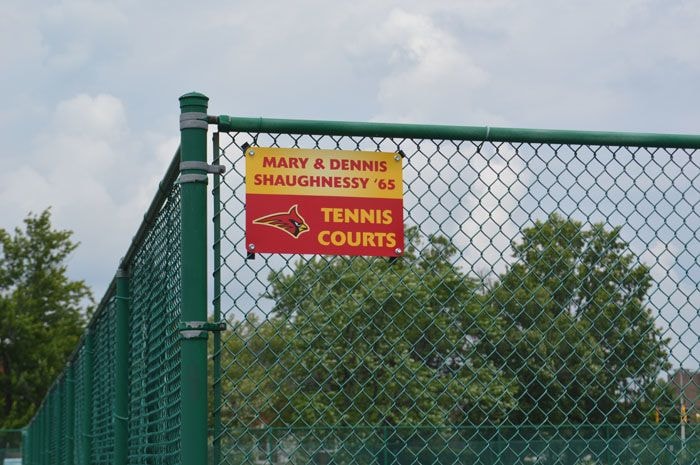 MARY & DENNIS
SHAUGHNESSY '65
TENNIS
COURTS